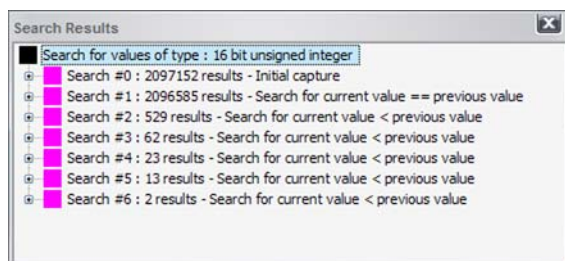 Search Results
Search for values of type : 16 bit unsigned integer
Search #0 : 2097152 results - Initial capture
Search #1 : 2096585 results - Search for current value == previous value
Search #2 : 529 results - Search for current value < previous value
Search #3 : 62 results - Search for current value < previous value
Search #4 : 23 results - Search for current value < previous value
Search #5 : 13 results - Search for current value < previous value
Search #6 : 2 results - Search for current value < previous value